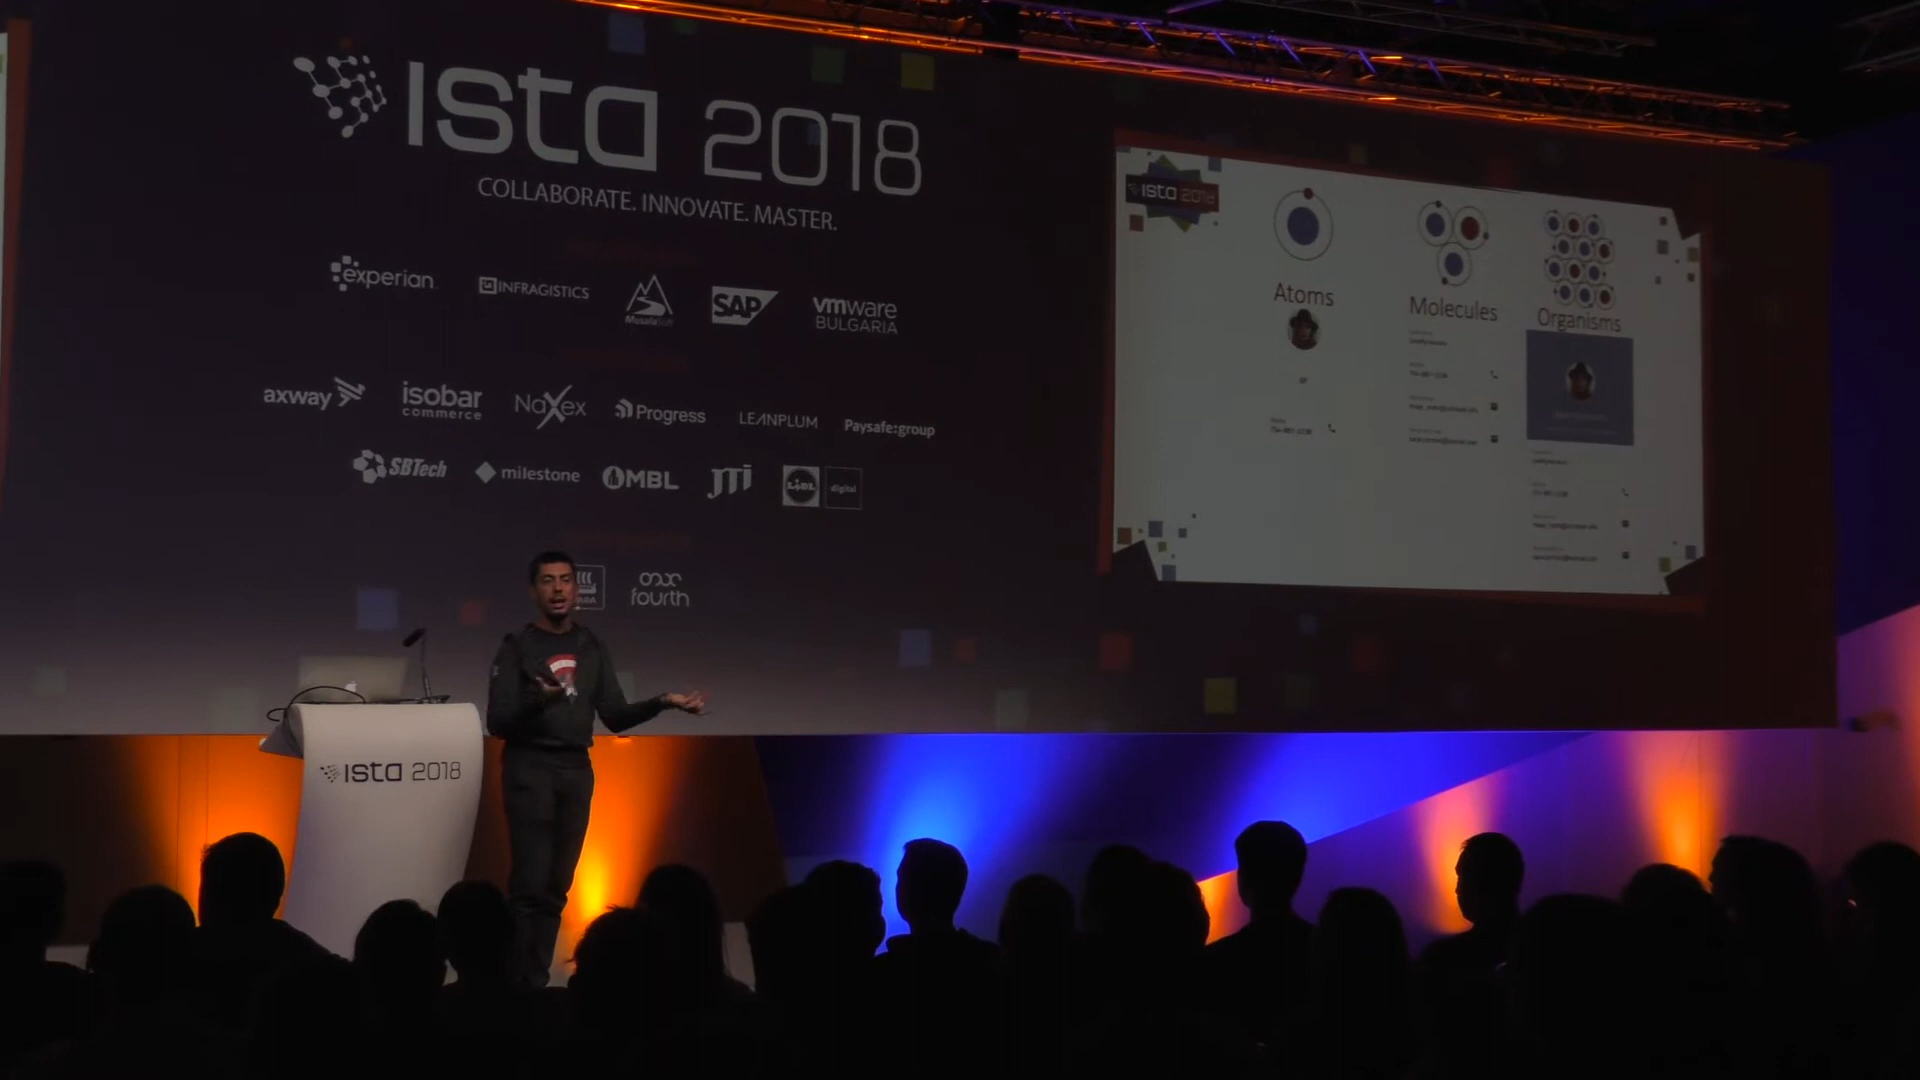 ista 2018
COLLABORATE. INNOVATE. MASTER.
experian
INFRAGISTICS
MusalaSoft
SAP
vmware
BULGARIA
axway
isobar
commerce
NaXex
Progress
LEANPLUM
Paysafe:group
SBTech
milestone
MBL
JTI
LIDL
digital
fourth
ista 2018
ista 2018
Atoms
Molecules
Organisms